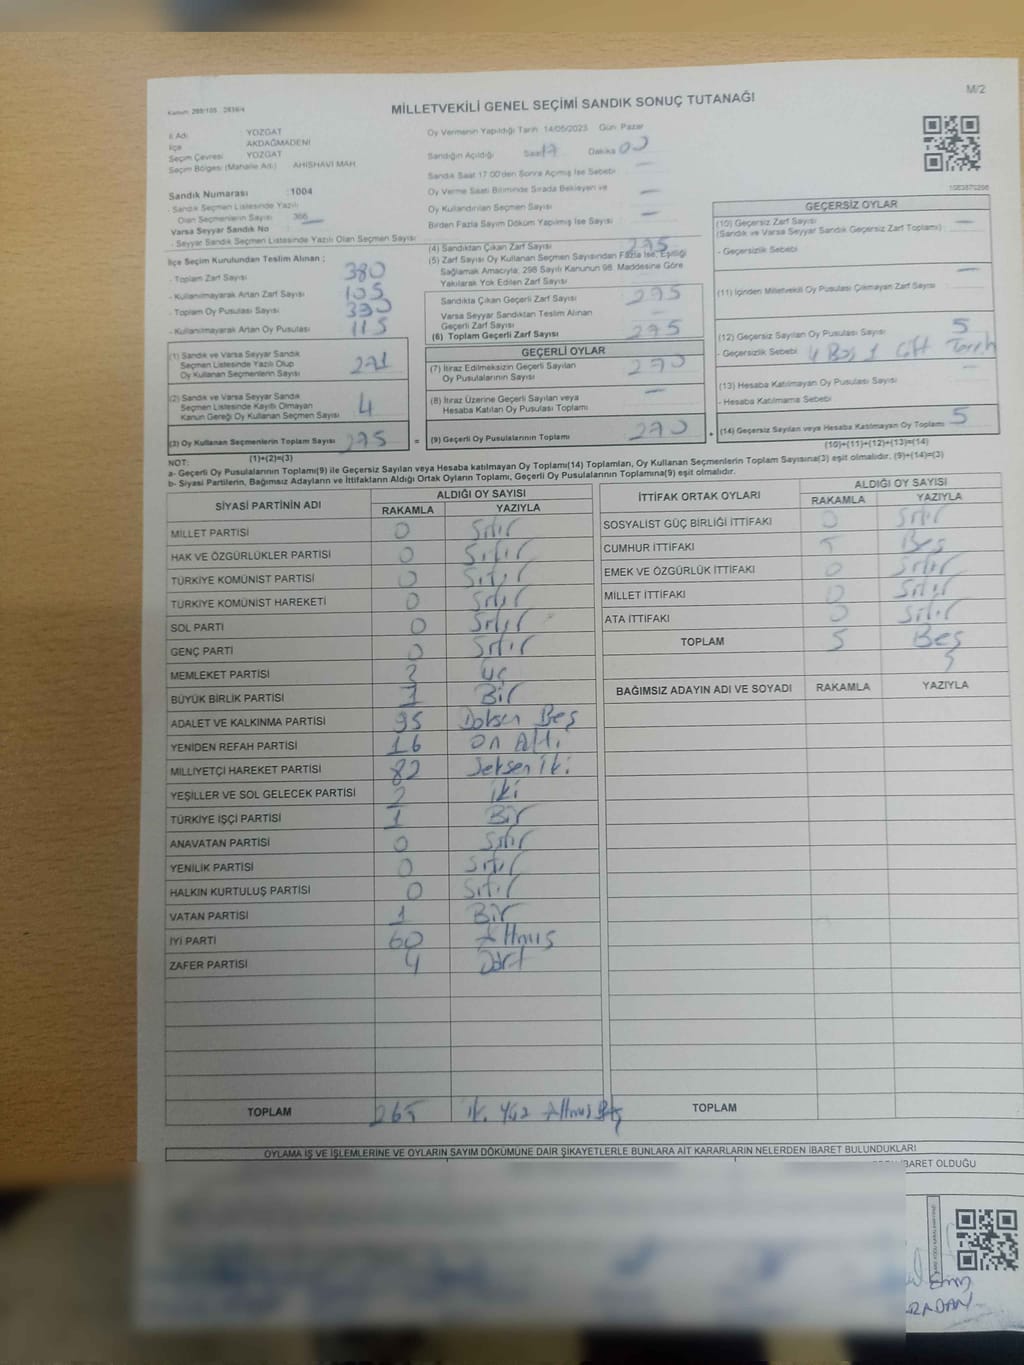 M/2
Kanun: 298/105 2839/4
MİLLETVEKİLİ GENEL SEÇİMİ SANDIK SONUÇ TUTANAĞI
İl Adı : YOZGAT
İlçe : AKDAĞMADENİ
Seçim Çevresi : YOZGAT
Seçim Bölgesi (Mahalle Adı) : AHISHAVI MAH.
Sandık Numarası : 1004
- Sandık Seçmen Listesinde Yazılı
Olan Seçmenlerin Sayısı : 366
Varsa Seyyar Sandık No
- Seyyar Sandık Seçmen Listesinde Yazılı Olan Seçmen Sayısı
Oy Vermenin Yapıldığı Tarih 14/05/2023 Gün: Pazar
Sandığın Açıldığı Saat 17 Dakika 00
Sandık Saat 17:00'den Sonra Açılmış İse Sebebi —
Oy Verme Saati Bitiminde Sırada Bekleyen ve
Oy Kullandırılan Seçmen Sayısı —
Birden Fazla Sayım Döküm Yapılmış İse Sayısı —
1083870298
İlçe Seçim Kurulundan Teslim Alınan ;
- Toplam Zarf Sayısı 380
- Kullanılmayarak Artan Zarf Sayısı 105
- Toplam Oy Pusulası Sayısı
- Kullanılmayarak Artan Oy Pusulası 115
(1) Sandık ve Varsa Seyyar Sandık
Seçmen Listesinde Yazılı Olup
Oy Kullanan Seçmenlerin Sayısı 271
(2) Sandık ve Varsa Seyyar Sandık
Seçmen Listesinde Kayıtlı Olmayan
Kanun Gereği Oy Kullanan Seçmen Sayısı 4
(3) Oy Kullanan Seçmenlerin Toplam Sayısı 275
(1)+(2)=(3)
(4) Sandıktan Çıkan Zarf Sayısı 275
(5) Zarf Sayısı Oy Kullanan Seçmen Sayısından Fazla İse, Eşitliği
Sağlamak Amacıyla, 298 Sayılı Kanunun 98. Maddesine Göre
Yakılarak Yok Edilen Zarf Sayısı
Sandıkta Çıkan Geçerli Zarf Sayısı 275
Varsa Seyyar Sandıktan Teslim Alınan
Geçerli Zarf Sayısı —
(6) Toplam Geçerli Zarf Sayısı 275
GEÇERLİ OYLAR
(7) İtiraz Edilmeksizin Geçerli Sayılan
Oy Pusulalarının Sayısı 270
(8) İtiraz Üzerine Geçerli Sayılan veya
Hesaba Katılan Oy Pusulası Toplamı —
= (9) Geçerli Oy Pusulalarının Toplamı 270 +
GEÇERSİZ OYLAR
(10) Geçersiz Zarf Sayısı —
(Sandık ve Varsa Seyyar Sandık Geçersiz Zarf Toplamı)
- Geçersizlik Sebebi
(11) İçinden Milletvekili Oy Pusulası Çıkmayan Zarf Sayısı —
(12) Geçersiz Sayılan Oy Pusulası Sayısı 5
- Geçersizlik Sebebi 4 Boş 1 Çift
(13) Hesaba Katılmayan Oy Pusulası Sayısı —
- Hesaba Katılmama Sebebi
(14) Geçersiz Sayılan veya Hesaba Katılmayan Oy Toplamı 5
(10)+(11)+(12)+(13)=(14)
NOT:
a- Geçerli Oy Pusulalarının Toplamı(9) ile Geçersiz Sayılan veya Hesaba katılmayan Oy Toplamı(14) Toplamları, Oy Kullanan Seçmenlerin Toplam Sayısına(3) eşit olmalıdır. (9)+(14)=(3)
b- Siyasi Partilerin, Bağımsız Adayların ve İttifakların Aldığı Ortak Oyların Toplamı, Geçerli Oy Pusulalarının Toplamına(9) eşit olmalıdır.
SİYASİ PARTİNİN ADI ALDIĞI OY SAYISI
RAKAMLA YAZIYLA
MİLLET PARTİSİ 0 Sıfır
HAK VE ÖZGÜRLÜKLER PARTİSİ 0 Sıfır
TÜRKİYE KOMÜNİST PARTİSİ 0 Sıfır
TÜRKİYE KOMÜNİST HAREKETİ 0 Sıfır
SOL PARTİ 0 Sıfır
GENÇ PARTİ 0 Sıfır
MEMLEKET PARTİSİ 3 Üç
BÜYÜK BİRLİK PARTİSİ 1 Bir
ADALET VE KALKINMA PARTİSİ 95 Doksan Beş
YENİDEN REFAH PARTİSİ 16 On Altı
MİLLİYETÇİ HAREKET PARTİSİ 82 Seksen İki
YEŞİLLER VE SOL GELECEK PARTİSİ 2 iki
TÜRKİYE İŞÇİ PARTİSİ 1 Bir
ANAVATAN PARTİSİ 0 Sıfır
YENİLİK PARTİSİ 0 Sıfır
HALKIN KURTULUŞ PARTİSİ 0 Sıfır
VATAN PARTİSİ 1 Bir
İYİ PARTİ 60 Altmış
ZAFER PARTİSİ 4 Dört
TOPLAM 265 iki Yüz Altmış Beş
İTTİFAK ORTAK OYLARI ALDIĞI OY SAYISI
RAKAMLA YAZIYLA
SOSYALİST GÜÇ BİRLİĞİ İTTİFAKI 0 Sıfır
CUMHUR İTTİFAKI 5 Beş
EMEK VE ÖZGÜRLÜK İTTİFAKI 0 Sıfır
MİLLET İTTİFAKI 0 Sıfır
ATA İTTİFAKI 0 Sıfır
TOPLAM 5 Beş
BAĞIMSIZ ADAYIN ADI VE SOYADI RAKAMLA YAZIYLA
TOPLAM
OYLAMA İŞ VE İŞLEMLERİNE VE OYLARIN SAYIM DÖKÜMÜNE DAİR ŞİKAYETLERLE BUNLARA AİT KARARLARIN NELERDEN İBARET BULUNDUKLARI
İBARET OLDUĞU